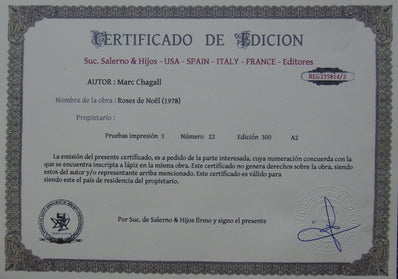 CERTIFICADO DE EDICION
Suc. Salerno & Hijos - USA - SPAIN - ITALY - FRANCE - Editores
REG255814/2
AUTOR : Marc Chagall
Nombre de la obra : Roses de Noël (1978)
Propietario :
Pruebas impresión 3 Número 22 Edición 300 A2
La emisión del presente certificado, es a pedido de la parte interesada, cuya numeración concuerda con la
que se encuentra inscripta a lápiz en la misma obra. Este certificado no genera derechos sobre la obra, siendo
estos del autor y/o representante arriba mencionado. Este certificado es válido para
siendo este el país de residencia del propietario.
Por Suc. de Salerno & Hijos firmo y signo el presente